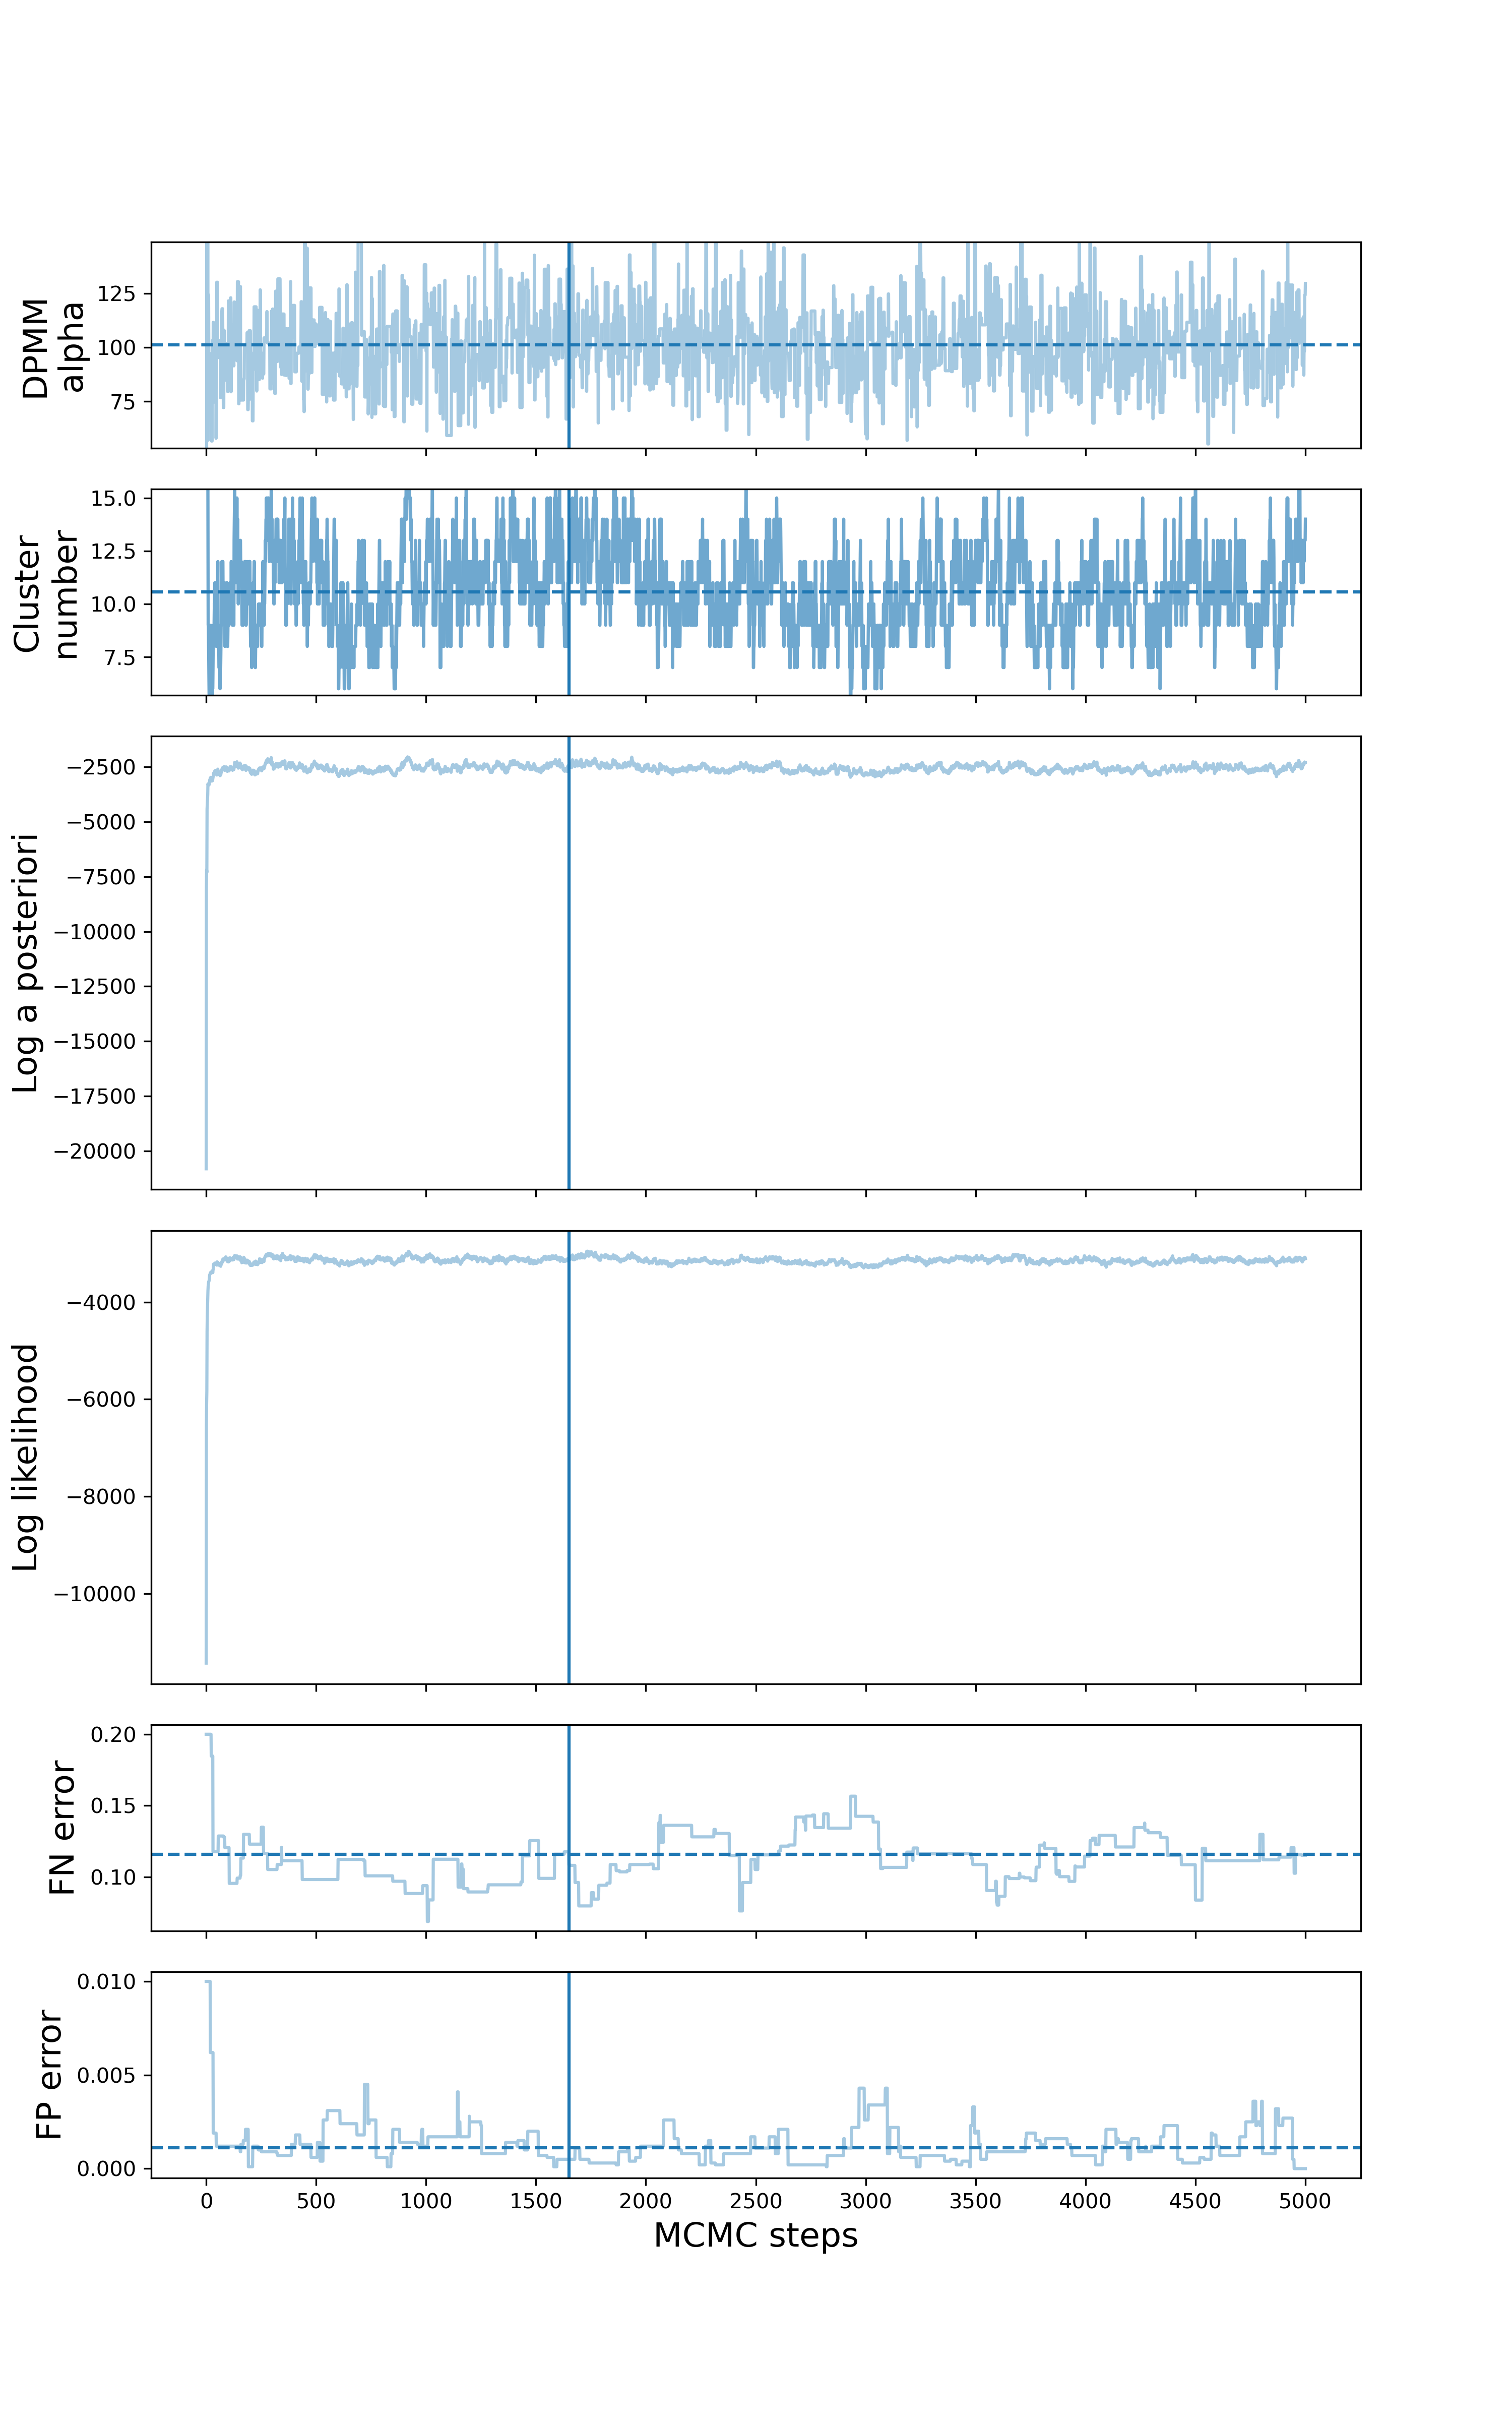 DPMM
alpha
125
100
75
Cluster
number
15.0
12.5
10.0
7.5
Log a posteriori
−2500
−5000
−7500
−10000
−12500
−15000
−17500
−20000
Log likelihood
−4000
−6000
−8000
−10000
FN error
0.20
0.15
0.10
FP error
0.010
0.005
0.000
0 500 1000 1500 2000 2500 3000 3500 4000 4500 5000
MCMC steps